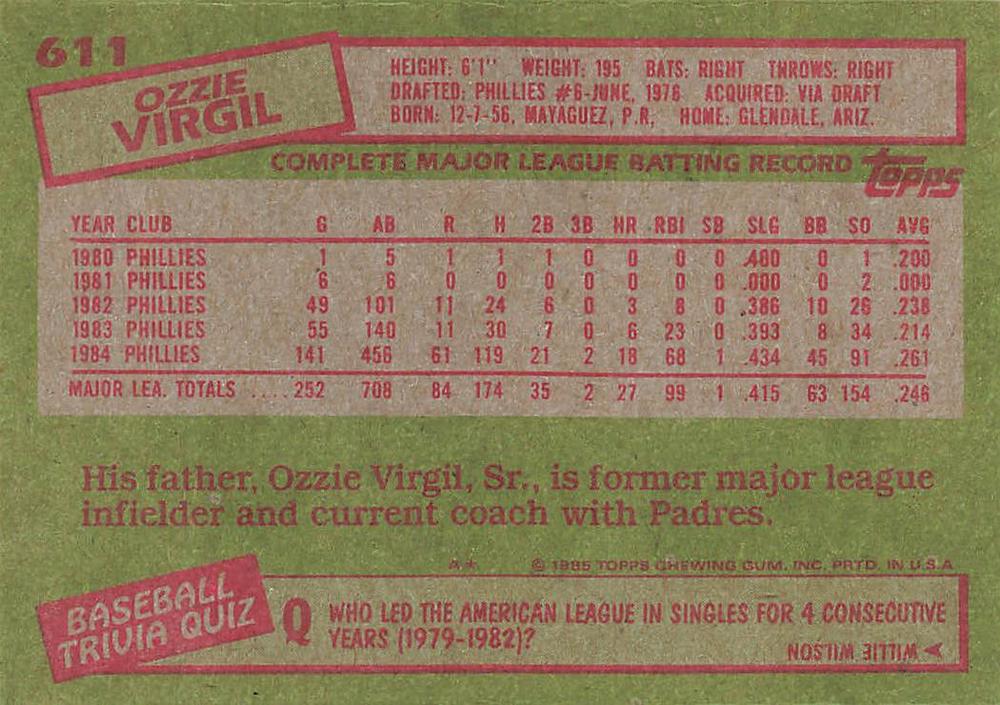 611
OZZIE
VIRGIL
HEIGHT: 6'1" WEIGHT: 195 BATS: RIGHT THROWS: RIGHT
DRAFTED: PHILLIES #6-JUNE, 1976 ACQUIRED: VIA DRAFT
BORN: 12-7-56, MAYAGUEZ, P.R. HOME: GLENDALE, ARIZ.
COMPLETE MAJOR LEAGUE BATTING RECORD
TOPPS
YEAR CLUB G AB R H 2B 3B HR RBI SB SLG BB SO AVG
1980 PHILLIES 1 5 1 1 1 0 0 0 0 .400 0 1 .200
1981 PHILLIES 6 6 0 0 0 0 0 0 0 .000 0 2 .000
1982 PHILLIES 49 101 11 24 6 0 3 8 0 .386 10 26 .238
1983 PHILLIES 55 140 11 30 7 0 6 23 0 .393 8 34 .214
1984 PHILLIES 141 456 61 119 21 2 18 68 1 .434 45 91 .261
MAJOR LEA. TOTALS ....252 708 84 174 35 2 27 99 1 .415 63 154 .246
His father, Ozzie Virgil, Sr., is former major league
infielder and current coach with Padres.
A* © 1985 TOPPS CHEWING GUM, INC. PRTD. IN U.S.A
BASEBALL
TRIVIA QUIZ
Q WHO LED THE AMERICAN LEAGUE IN SINGLES FOR 4 CONSECUTIVE
YEARS (1979-1982)?
WILLIE WILSON